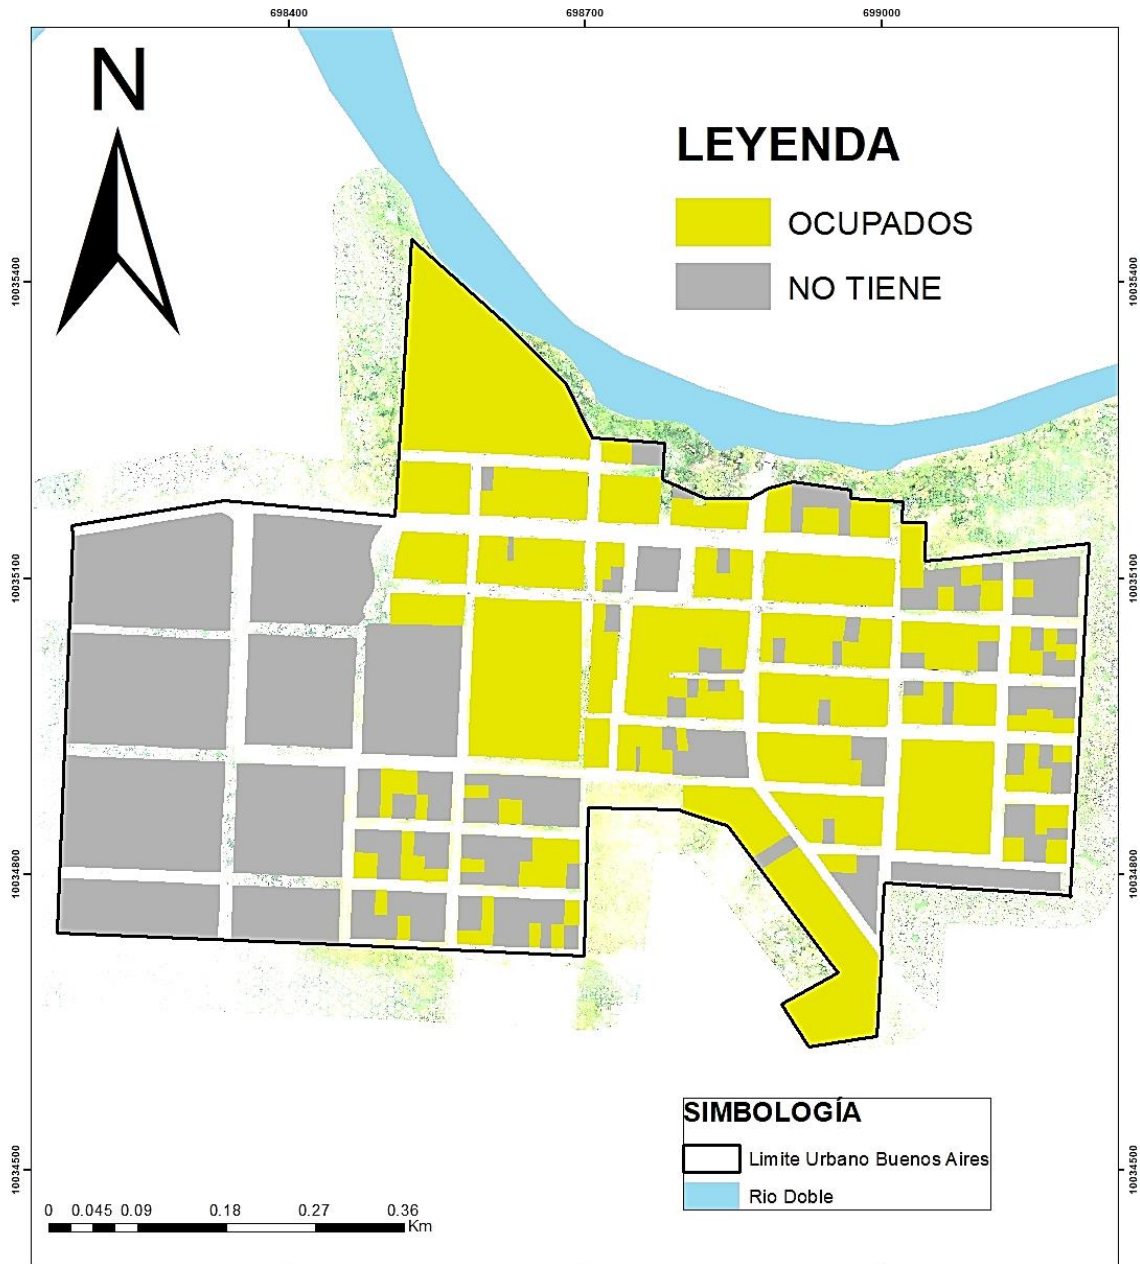 698400 698700 699000
N
LEYENDA
OCUPADOS
NO TIENE
10035400 10035400
10035100 10035100
10034800 10034800
SIMBOLOGÍA
Limite Urbano Buenos Aires
Rio Doble
10034500 10034500
0 0.045 0.09 0.18 0.27 0.36
Km